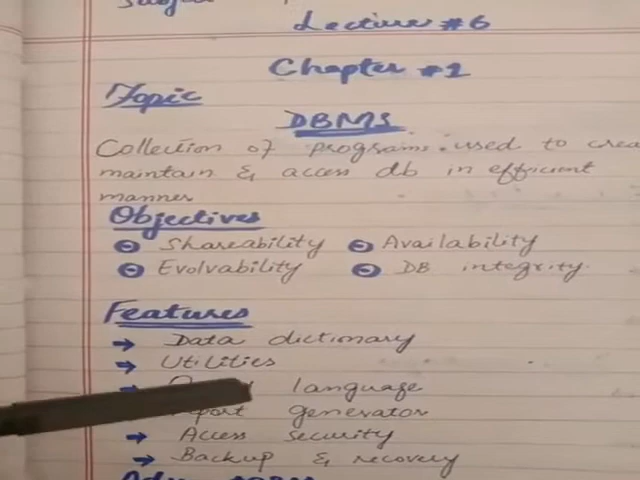 Lecture #6
Chapter #1
Topic
DBMS
Collection of programs used to
maintain & access db in efficient
manner
Objectives
Shareability Availability
Evolvability DB integrity.
Features
→ Data dictionary
→ Utilities
→ language
generator
→ Access security
→ Backup & recovery